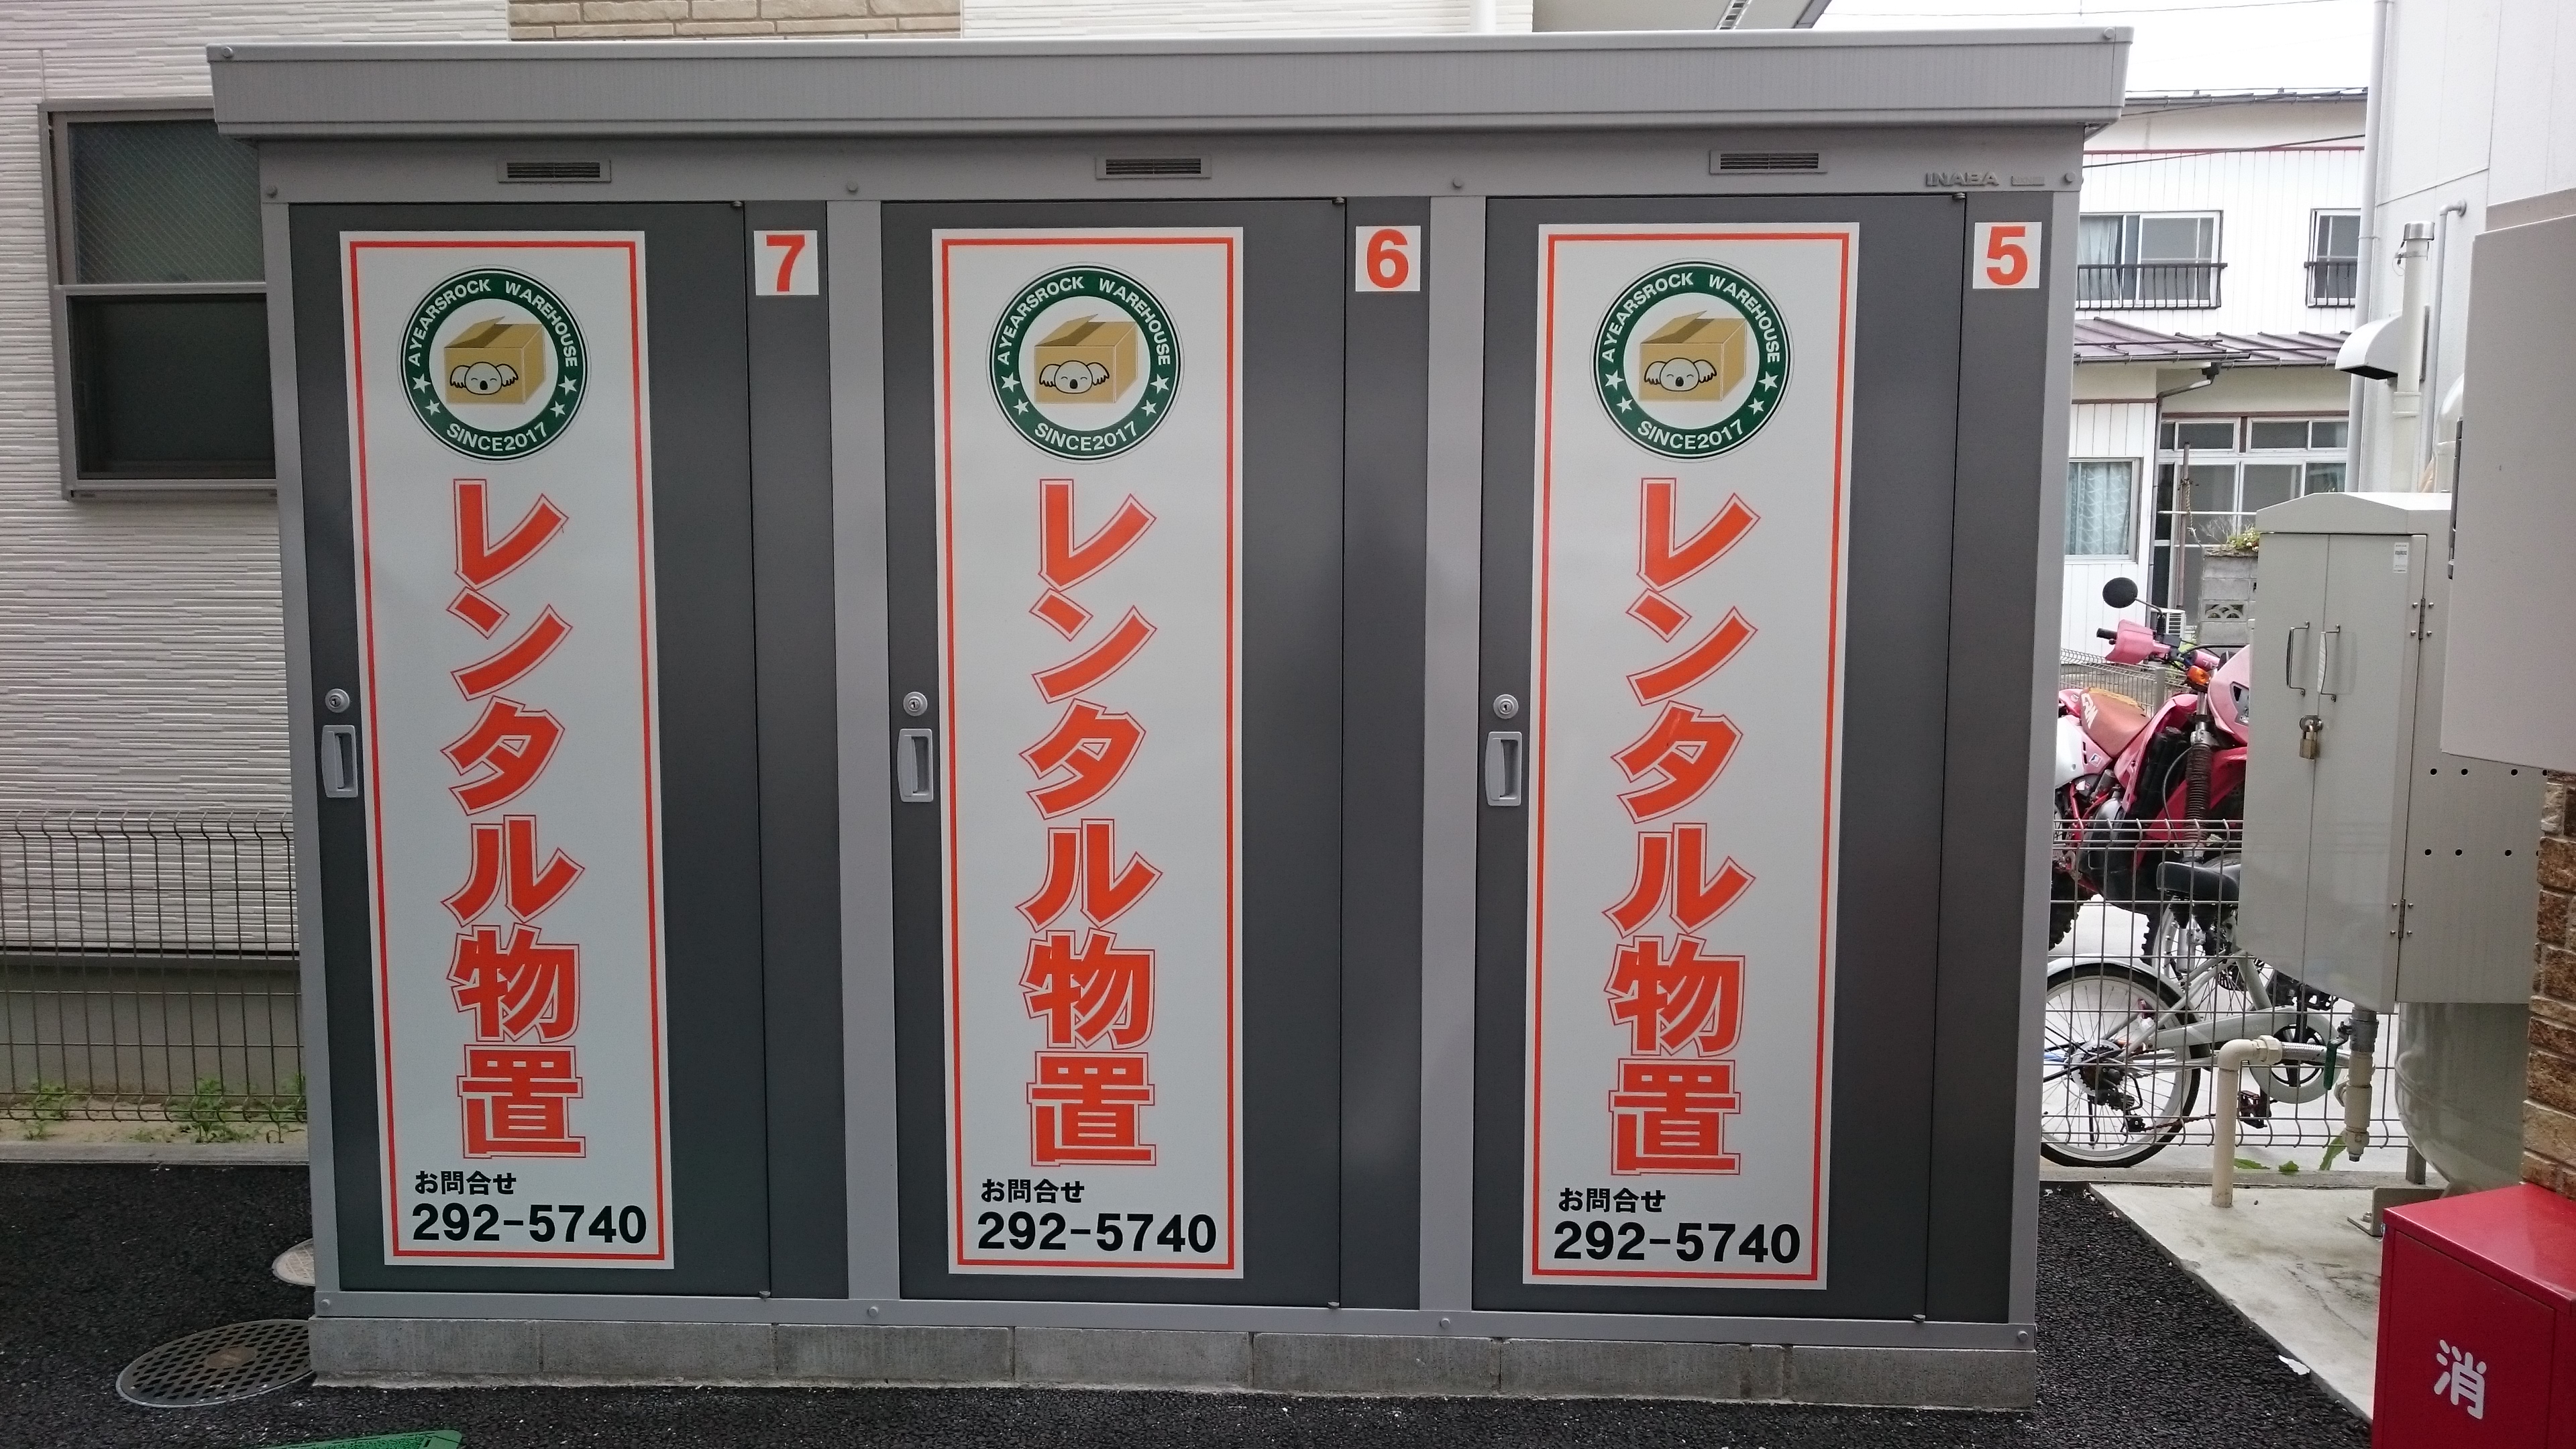 INABA
7
AYEARSROCK WAREHOUSE
SINCE2017
レンタル物置
お問合せ
292-5740
6
AYEARSROCK WAREHOUSE
SINCE2017
レンタル物置
お問合せ
292-5740
5
AYEARSROCK WAREHOUSE
SINCE2017
レンタル物置
お問合せ
292-5740
消